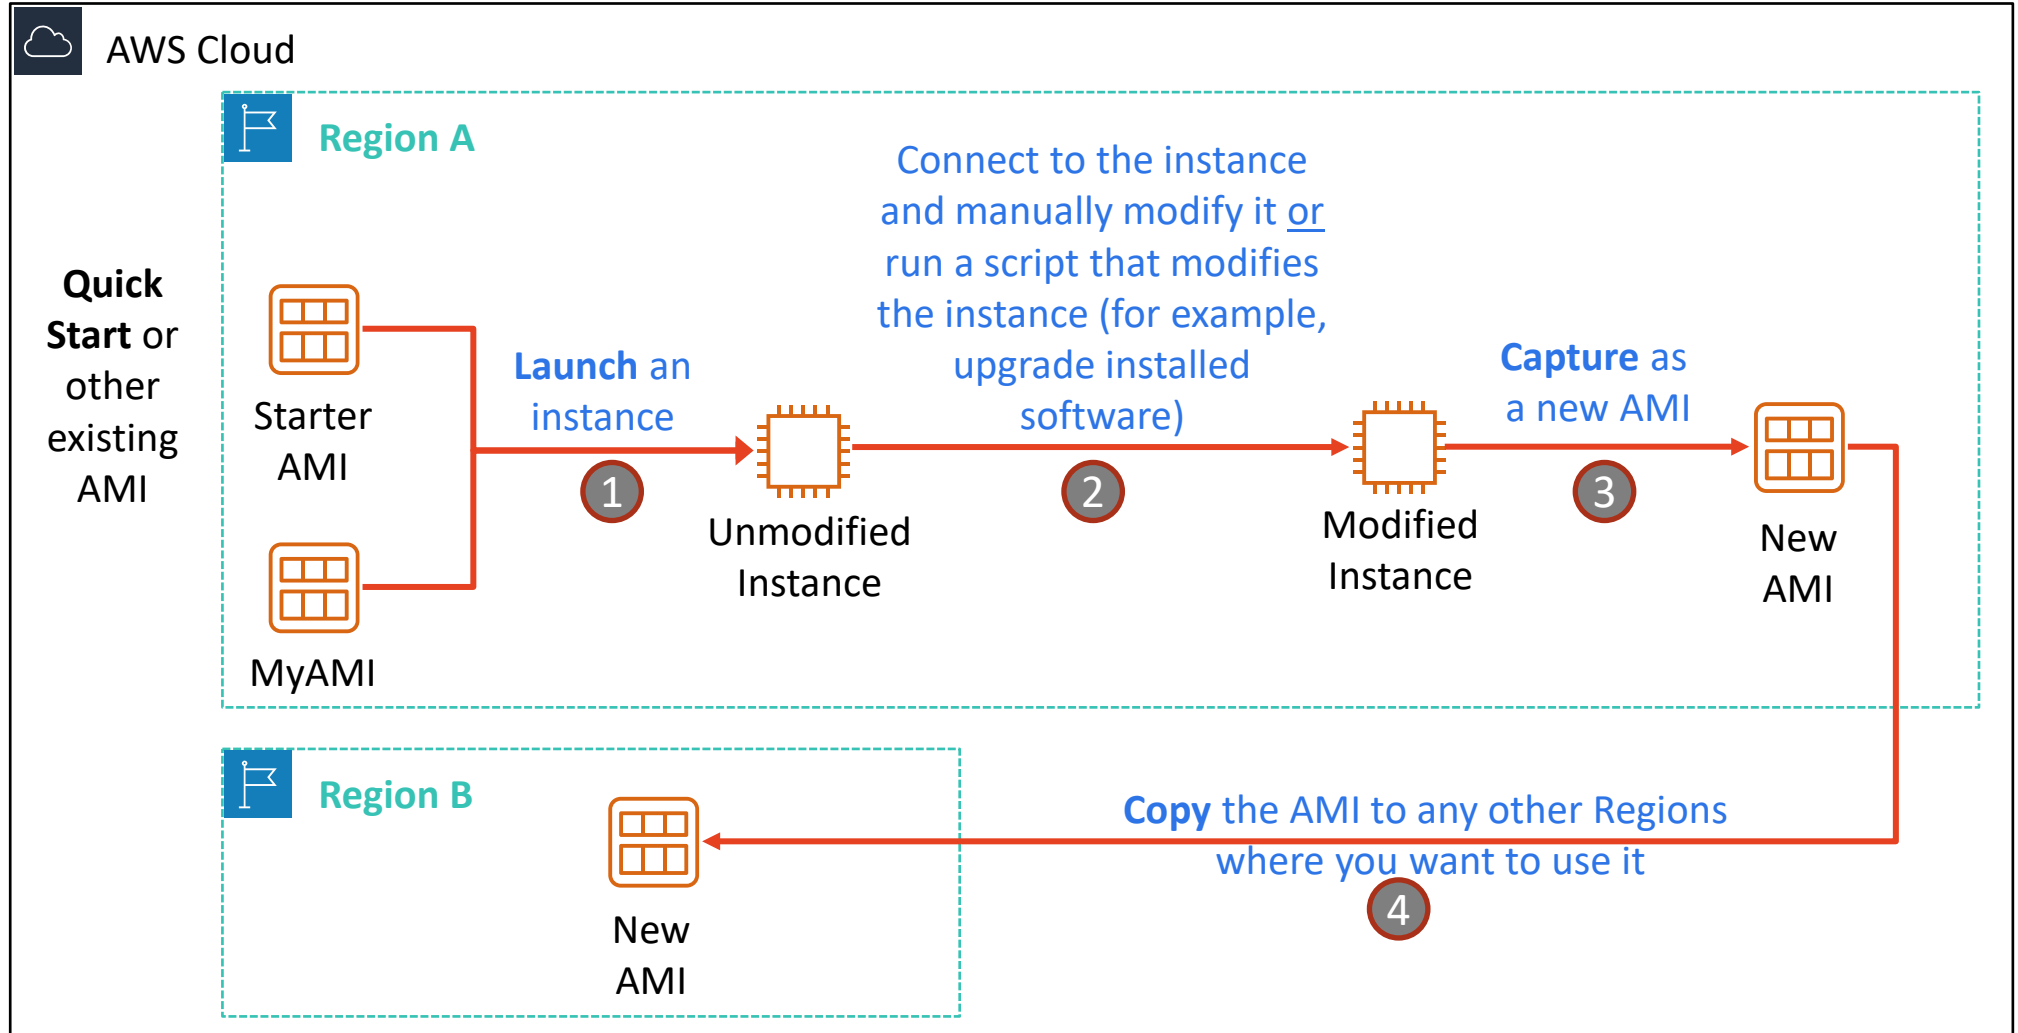 AWS Cloud
Region A
Connect to the instance
and manually modify it or
run a script that modifies
the instance (for example,
upgrade installed
software)
Quick
Start or
other
existing
AMI
Starter
AMI
MyAMI
Launch an
instance
1
Unmodified
Instance
2
Modified
Instance
Capture as
a new AMI
3
New
AMI
Region B
New
AMI
Copy the AMI to any other Regions
where you want to use it
4